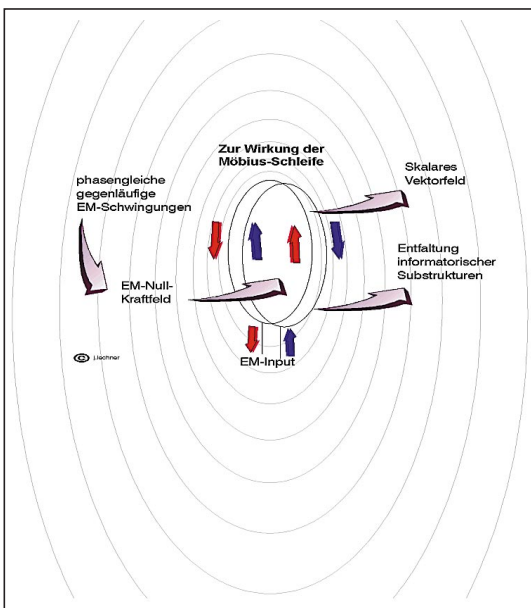 Zur Wirkung der
Möbius-Schleife
phasengleiche
gegenläufige
EM-Schwingungen
Skalares
Vektorfeld
EM-Null-
Kraftfeld
Entfaltung
informatorischer
Substrukturen
EM-Input
© j.lechner